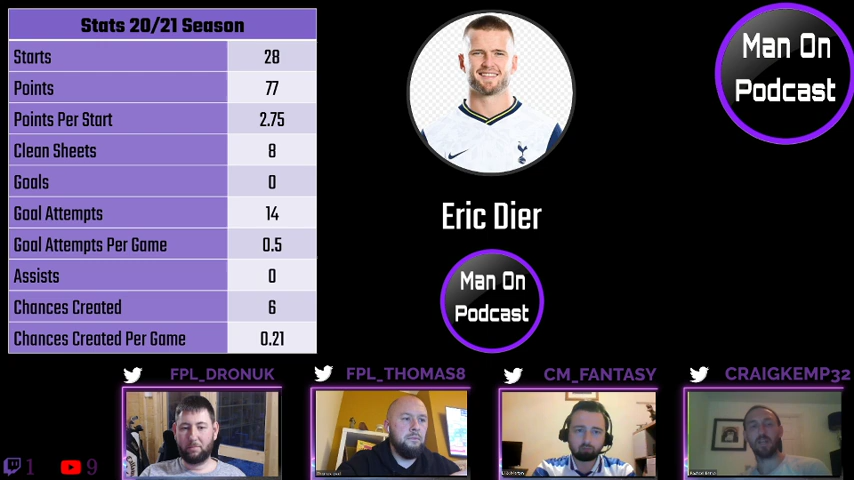 Stats 20/21 Season
Starts 28
Points 77
Points Per Start 2.75
Clean Sheets 8
Goals 0
Goal Attempts 14
Goal Attempts Per Game 0.5
Assists 0
Chances Created 6
Chances Created Per Game 0.21
Eric Dier
Man On
Podcast
Man On
Podcast
FPL_DRONUK
FPL_THOMAS8
CM_FANTASY
CRAIGKEMP32
1
9